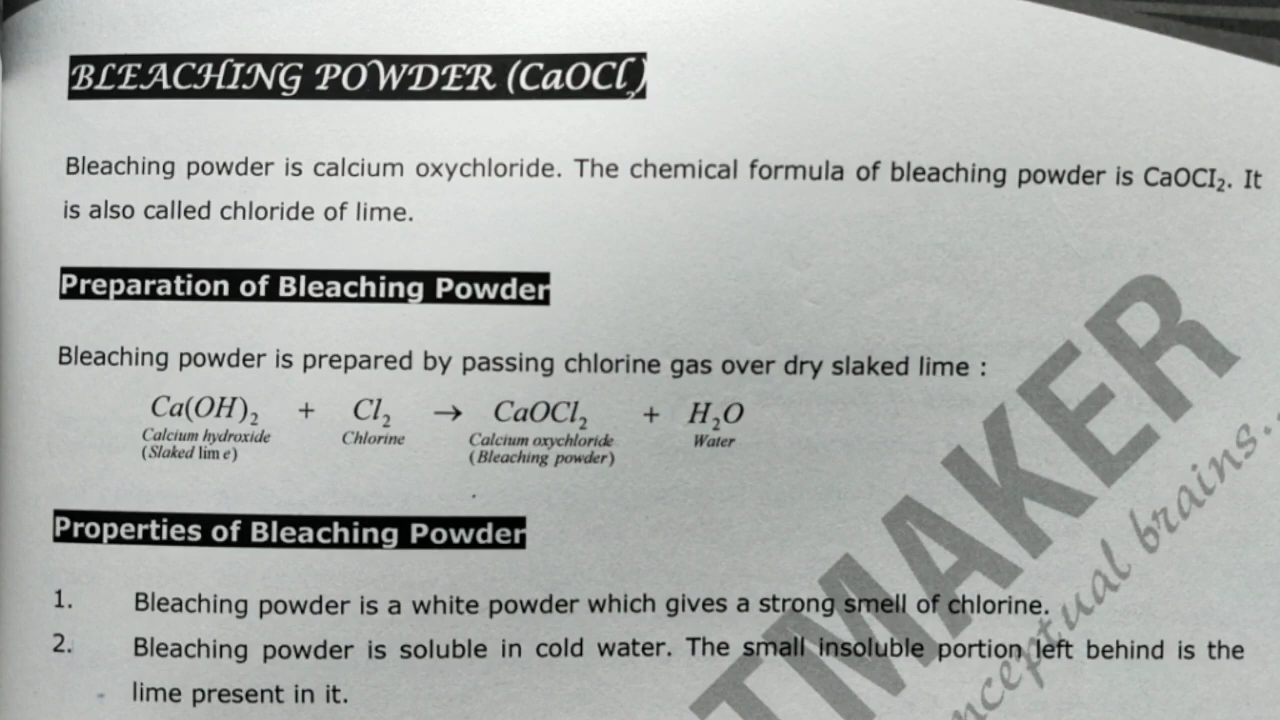 BLEACHING POWDER (CaOCl₂)
Bleaching powder is calcium oxychloride. The chemical formula of bleaching powder is CaOCI₂. It
is also called chloride of lime.
Preparation of Bleaching Powder
Bleaching powder is prepared by passing chlorine gas over dry slaked lime :
Ca(OH)₂ + Cl₂ → CaOCl₂ + H₂O
Calcium hydroxide Chlorine Calcium oxychloride Water
(Slaked lim e) (Bleaching powder)
Properties of Bleaching Powder
1. Bleaching powder is a white powder which gives a strong smell of chlorine.
2. Bleaching powder is soluble in cold water. The small insoluble portion left behind is the
lime present in it.
TMAKER
nceptual brains..